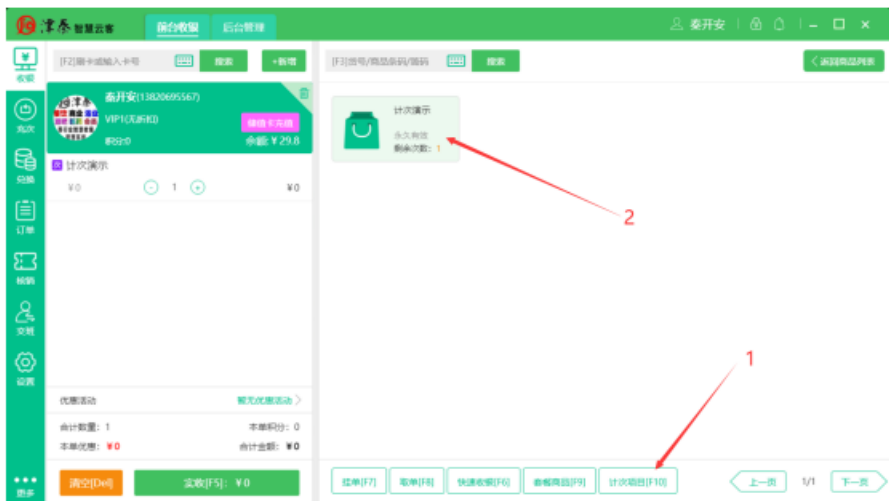 津泰 智慧云客
前台收银
后台管理
秦开安
收银
充次
兑换
订单
核销
交班
设置
更多
[F2]刷卡或输入卡号
搜索
+新增
秦开安(13820695567)
VIP1(无折扣)
储值卡充值
积分:0
余额:￥29.8
计次演示
￥0
1
￥0
优惠活动
暂无优惠活动
合计数量: 1
本单积分: 0
本单优惠: ￥0
合计金额: ￥0
清空[Del]
实收[F5]: ￥0
[F3]货号/商品条码/简码
搜索
返回商品列表
计次演示
永久有效
剩余次数: 1
2
1
挂单[F7]
取单[F8]
快速收银[F6]
套餐商品[F9]
计次项目[F10]
上一页
1/1
下一页